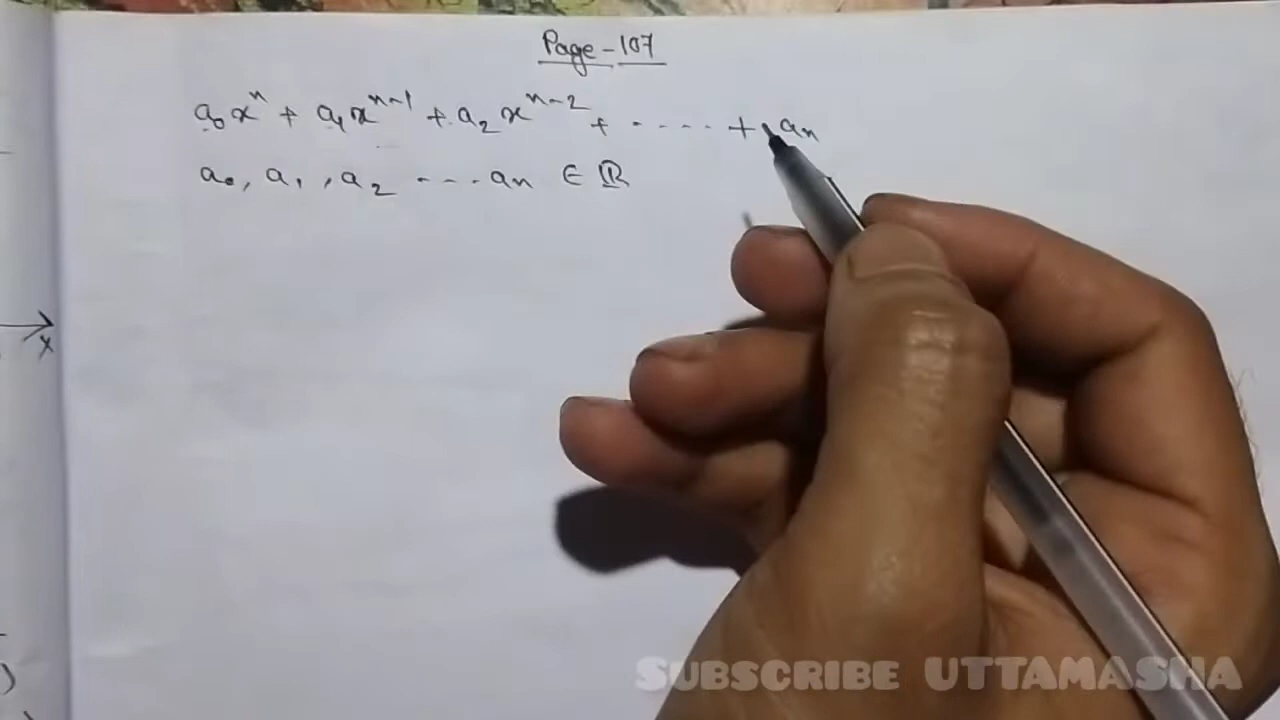 Page-107
a₀xⁿ + a₁xⁿ⁻¹ + a₂xⁿ⁻² + ..... + aₙ
a₀, a₁, a₂ .... aₙ ∈ ℝ
x
)
SUBSCRIBE UTTAMASHA